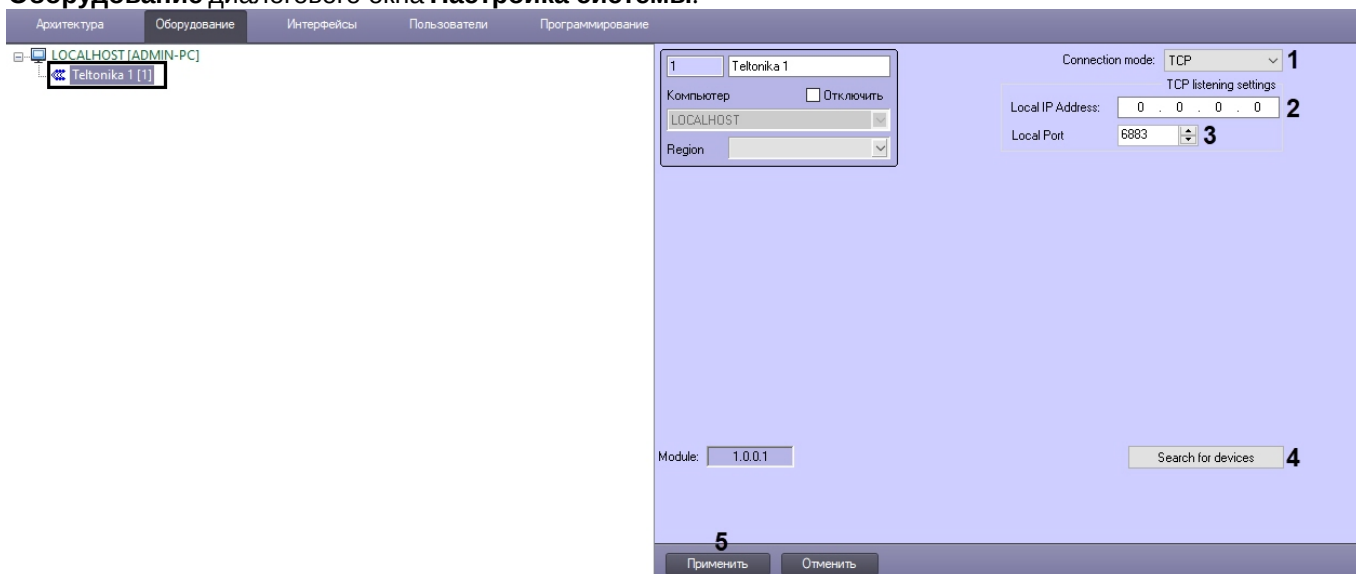 Оборудование диалогового окна Настройка системы.
Архитектура Оборудование Интерфейсы Пользователи Программирование
LOCALHOST [ADMIN-PC]
Teltonika 1 [1]
1 Teltonika 1
Компьютер Отключить
LOCALHOST
Region
Connection mode: TCP 1
TCP listening settings
Local IP Address: 0 . 0 . 0 . 0 2
Local Port 6883 3
Module: 1.0.0.1
Search for devices 4
5
Применить Отменить